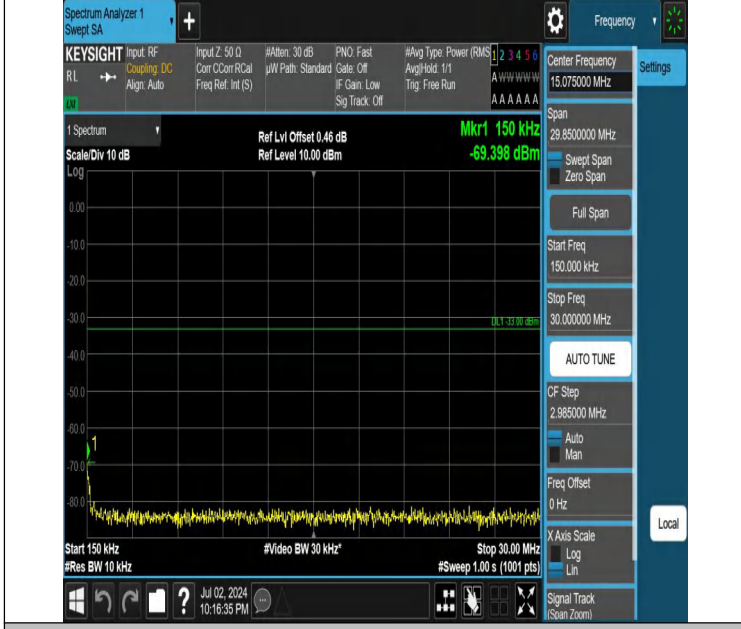 Spectrum Analyzer 1
Swept SA
+
Frequency
KEYSIGHT
Input: RF
Coupling: DC
Align: Auto
Input Z: 50 Ω
Corr CCorr RCal
Freq Ref: Int (S)
#Atten: 30 dB
µW Path: Standard
PNO: Fast
Gate: Off
IF Gain: Low
Sig Track: Off
#Avg Type: Power (RMS
Avg|Hold: 1/1
Trig: Free Run
1 2 3 4 5 6
A W W W W W
A A A A A A
RL
LXI
1 Spectrum
Scale/Div 10 dB
Log
Ref Lvl Offset 0.46 dB
Ref Level 10.00 dBm
Mkr1 150 kHz
-69.398 dBm
0.00
-10.0
-20.0
-30.0
DL1 -33.00 dBm
-40.0
-50.0
-60.0
1
-70.0
-80.0
Start 150 kHz
#Res BW 10 kHz
#Video BW 30 kHz*
Stop 30.00 MHz
#Sweep 1.00 s (1001 pts)
Jul 02, 2024
10:16:35 PM
?
Center Frequency
15.075000 MHz
Settings
Span
29.8500000 MHz
Swept Span
Zero Span
Full Span
Start Freq
150.000 kHz
Stop Freq
30.000000 MHz
AUTO TUNE
CF Step
2.985000 MHz
Auto
Man
Freq Offset
0 Hz
X Axis Scale
Log
Lin
Local
Signal Track
(Span Zoom)